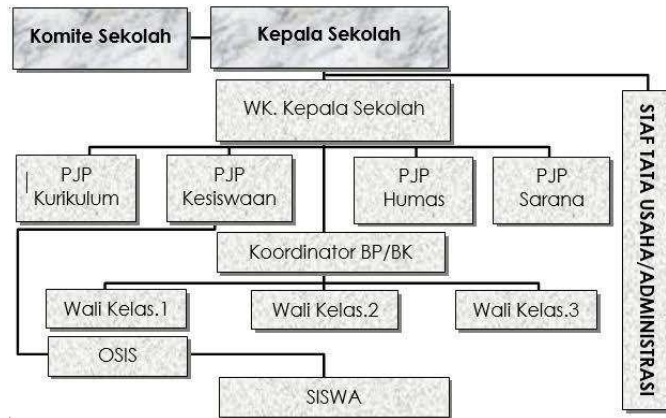 Komite Sekolah
Kepala Sekolah
WK. Kepala Sekolah
STAF TATA USAHA/ADMINISTRASI
PJP
Kurikulum
PJP
Kesiswaan
PJP
Humas
PJP
Sarana
Koordinator BP/BK
Wali Kelas.1
Wali Kelas.2
Wali Kelas.3
OSIS
SISWA